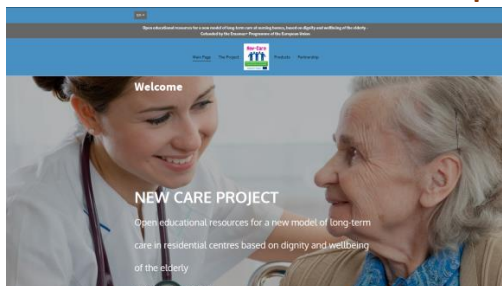 Open educational resources for a new model of long-term care of nursing homes, based on dignity and wellbeing of the elderly -
Cofunded by the Erasmus+ Programme of the European Union
Main Page The Project
New-Care
Products Partnership
Welcome
NEW CARE PROJECT
Open educational resources for a new model of long-term
care in residential centres based on dignity and wellbeing
of the elderly